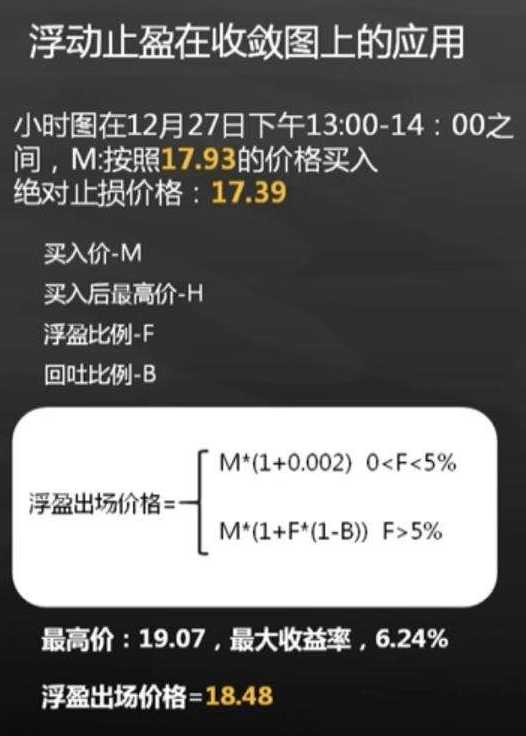 浮动止盈在收敛图上的应用
小时图在12月27日下午13:00-14：00之
间，M:按照17.93的价格买入
绝对止损价格：17.39
买入价-M
买入后最高价-H
浮盈比例-F
回吐比例-B
M*(1+0.002) 0<F<5%
浮盈出场价格=
M*(1+F*(1-B)) F>5%
最高价：19.07，最大收益率，6.24%
浮盈出场价格=18.48